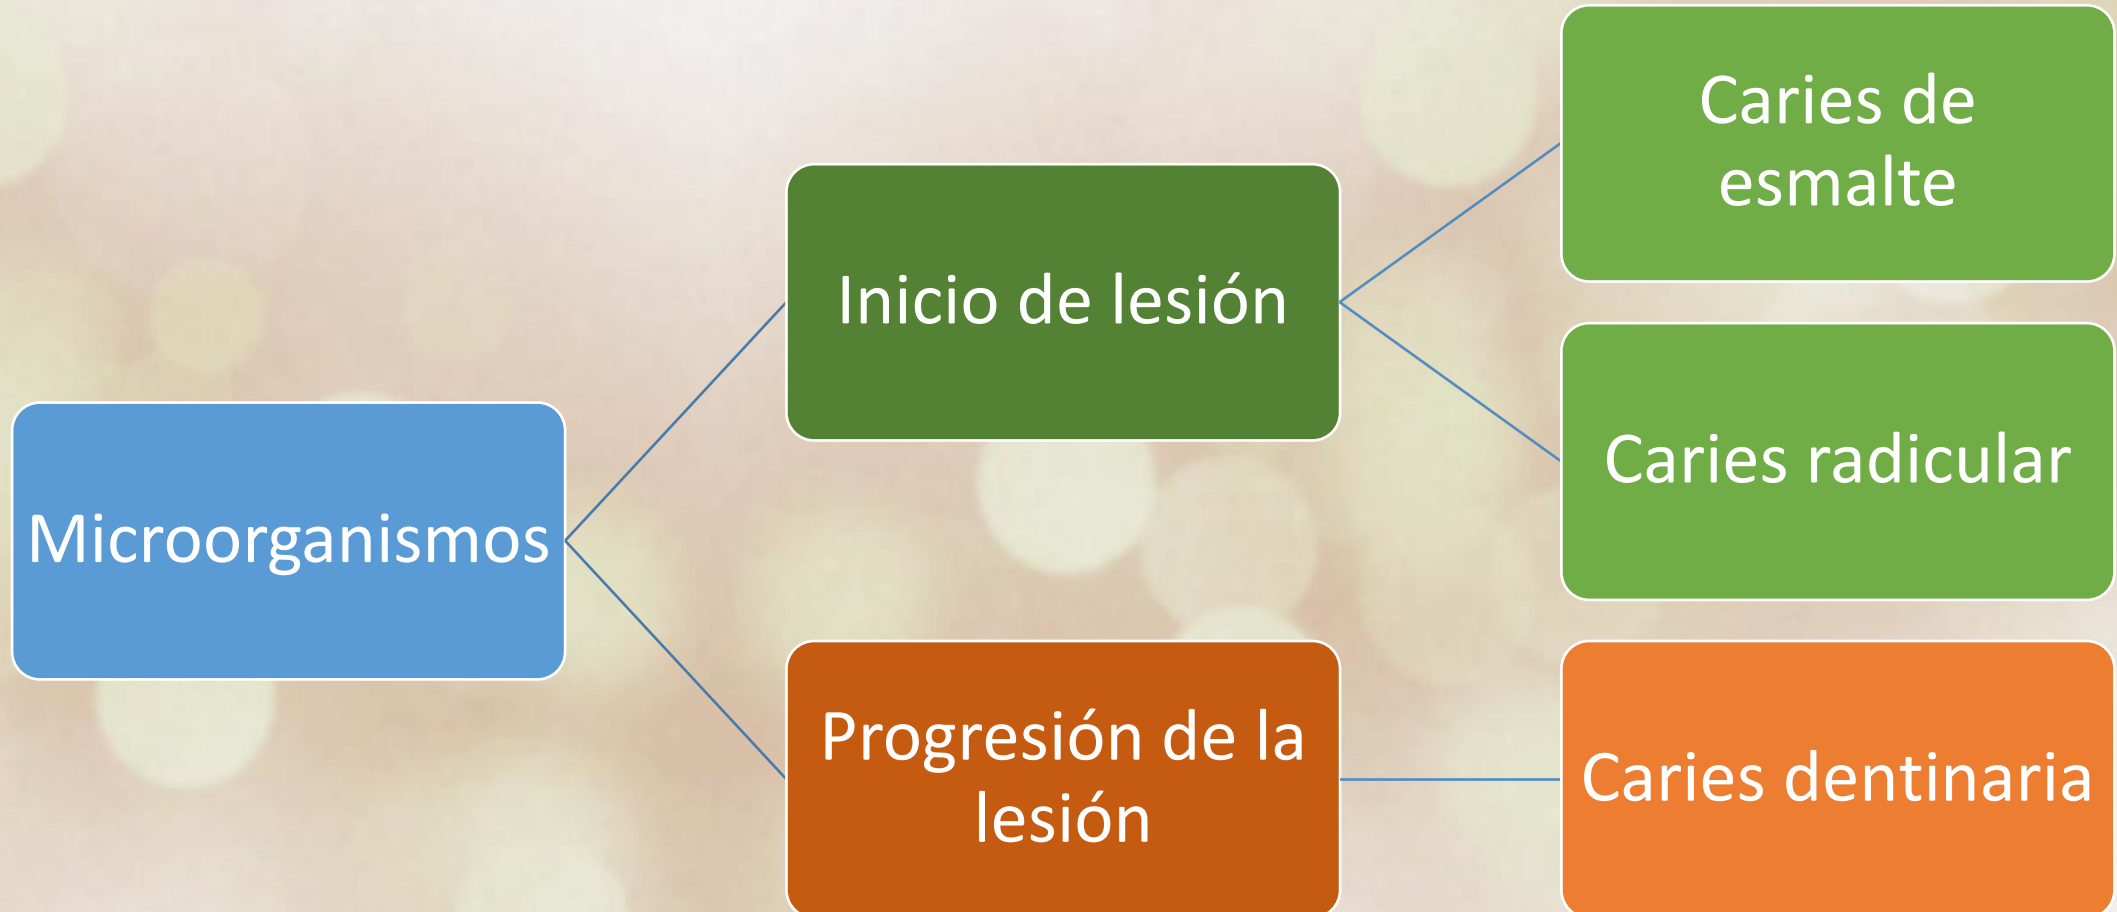 Microorganismos
Inicio de lesión
Caries de
esmalte
Caries radicular
Progresión de la
lesión
Caries dentinaria